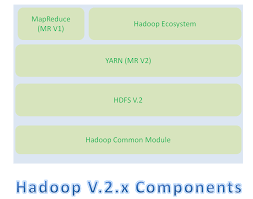 MapReduce
(MR V1)
Hadoop Ecosystem
YARN (MR V2)
HDFS V.2
Hadoop Common Module
Hadoop V.2.x Components